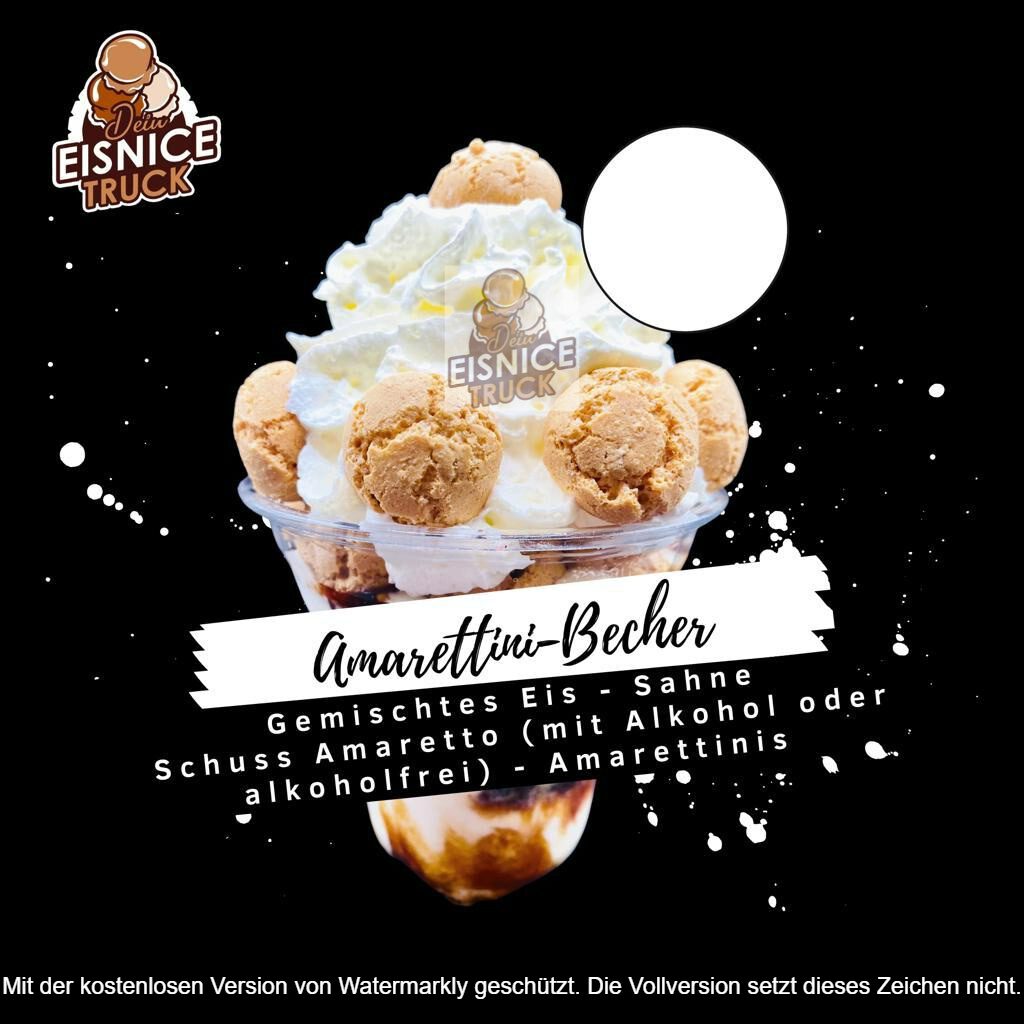 Dein
EISNICE
TRUCK
Dein
EISNICE
TRUCK
Amarettini-Becher
Gemischtes Eis - Sahne
Schuss Amaretto (mit Alkohol oder
alkoholfrei) - Amarettinis
Mit der kostenlosen Version von Watermarkly geschützt. Die Vollversion setzt dieses Zeichen nicht.